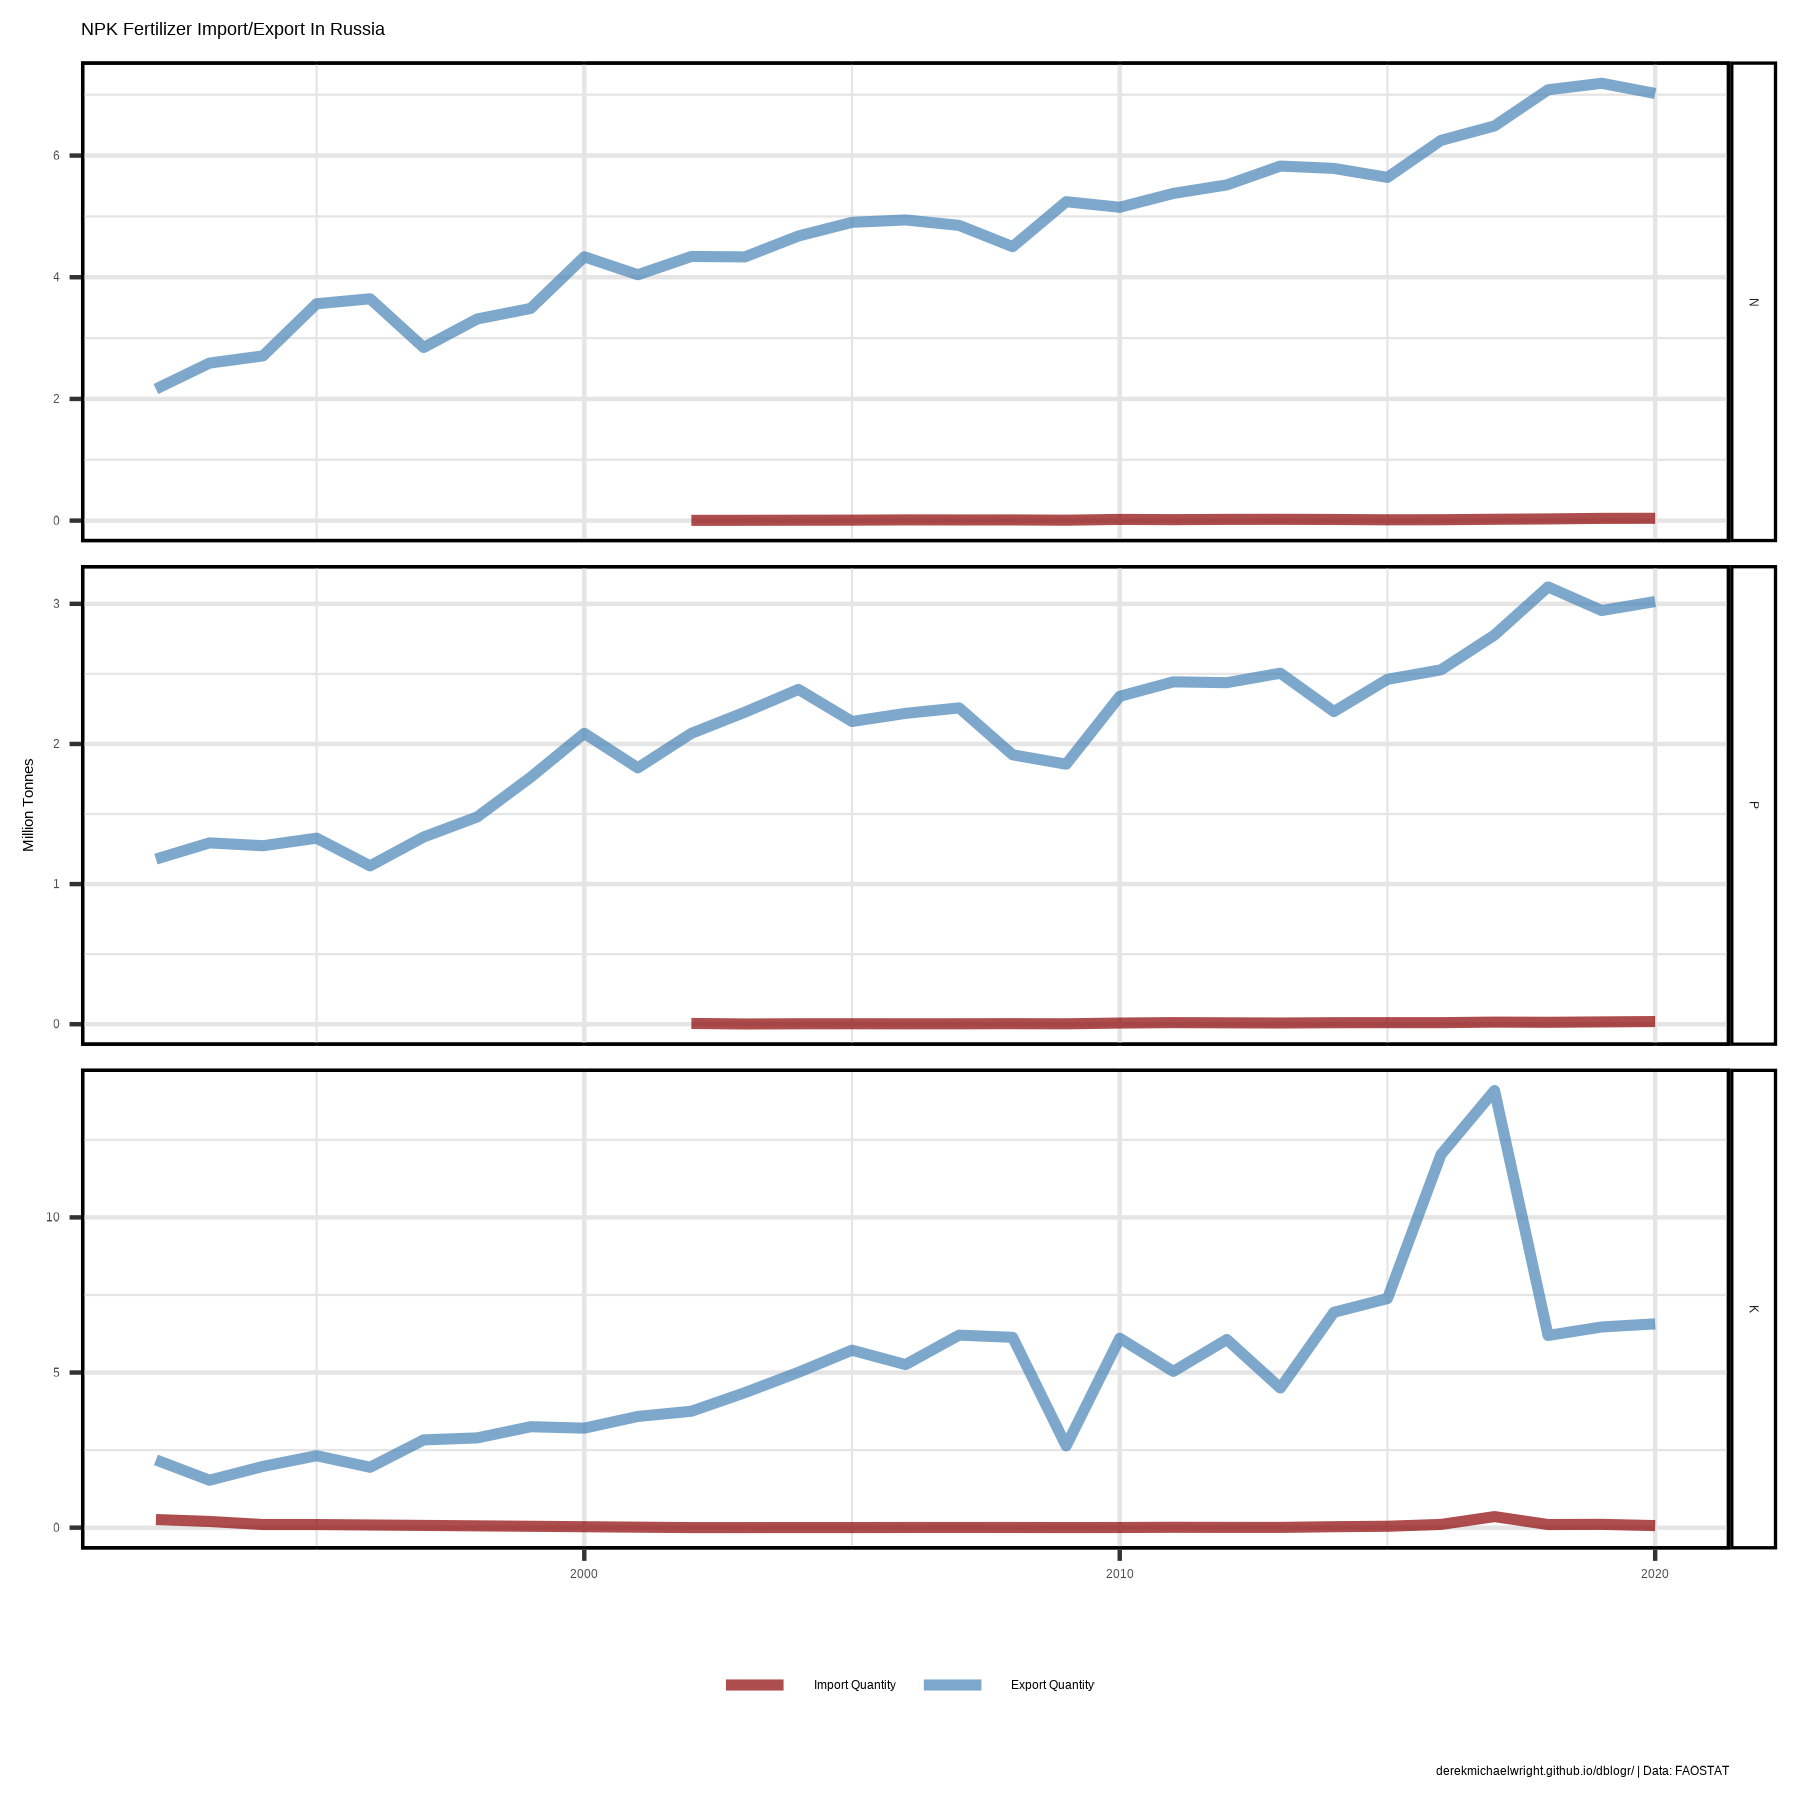 NPK Fertilizer Import/Export In Russia
6
4
2
0
N
3
2
1
0
P
Million Tonnes
10
5
0
K
2000 2010 2020
Import Quantity Export Quantity
derekmichaelwright.github.io/dblogr/ | Data: FAOSTAT